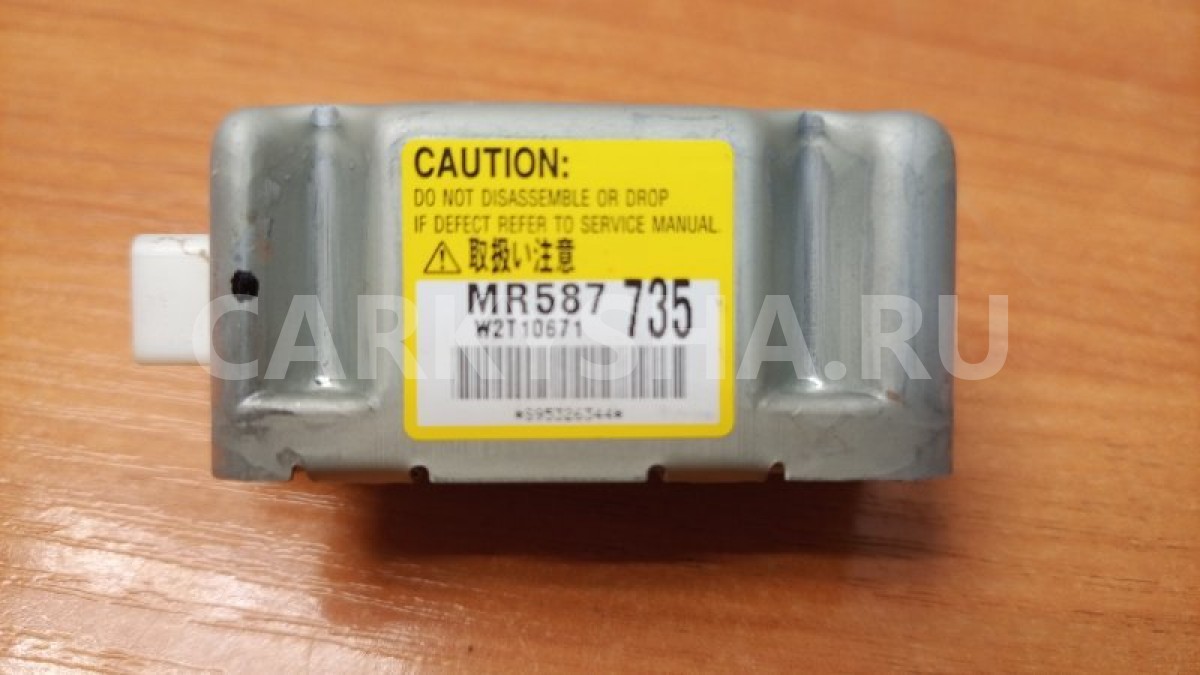 CAUTION:
DO NOT DISASSEMBLE OR DROP
IF DEFECT REFER TO SERVICE MANUAL.
取扱い注意
MR587 735
W2T10671
*S95326344*
CARKISHA.RU